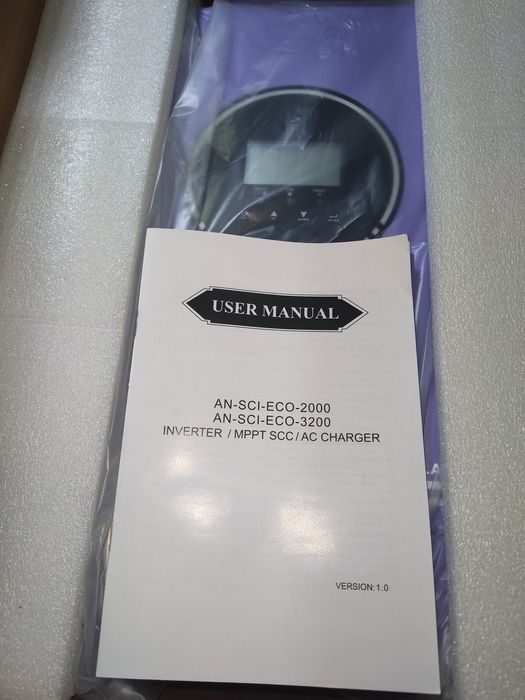 USER MANUAL
AN-SCI-ECO-2000
AN-SCI-ECO-3200
INVERTER / MPPT SCC / AC CHARGER
VERSION: 1.0